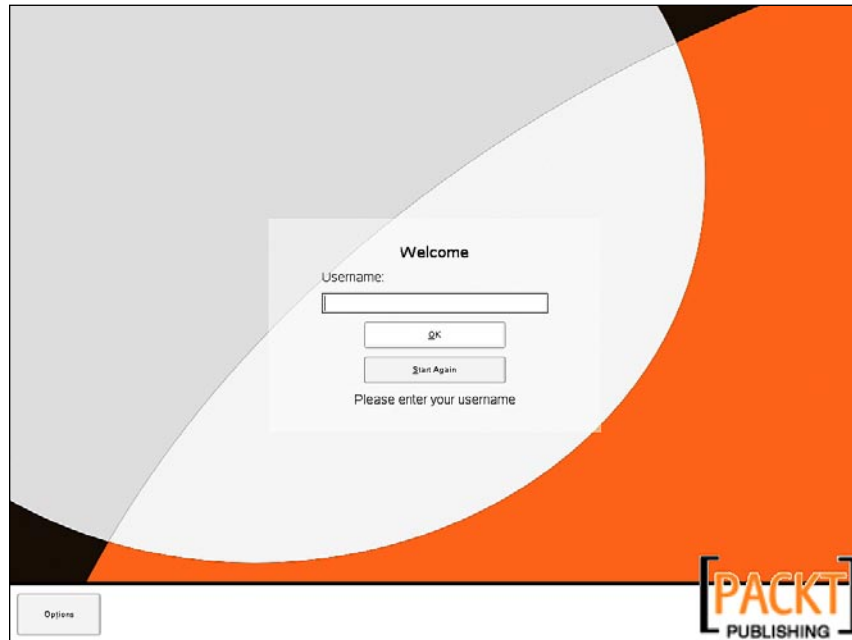 Welcome
Username:
OK
Start Again
Please enter your username
Options
[PACKT]
PUBLISHING